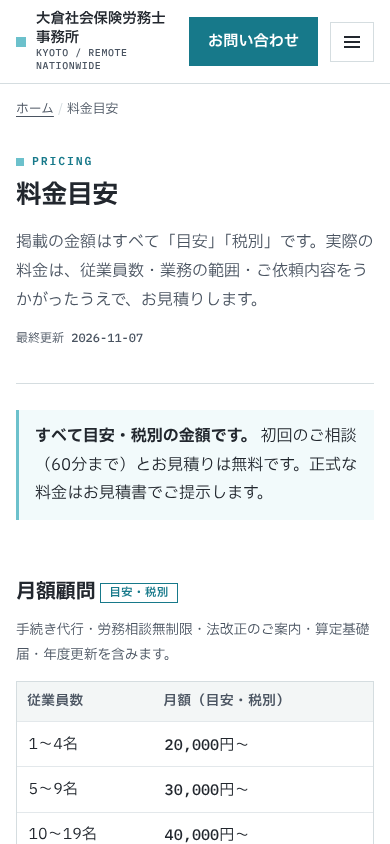 大倉社会保険労務士
事務所
KYOTO / REMOTE
NATIONWIDE
お問い合わせ
ホーム / 料金目安
PRICING
料金目安
掲載の金額はすべて「目安」「税別」です。実際の
料金は、従業員数・業務の範囲・ご依頼内容をう
かがったうえで、お見積りします。
最終更新 2026-11-07
すべて目安・税別の金額です。 初回のご相談
（60分まで）とお見積りは無料です。正式な
料金はお見積書でご提示します。
月額顧問 目安・税別
手続き代行・労務相談無制限・法改正のご案内・算定基礎
届・年度更新を含みます。
従業員数 月額（目安・税別）
1〜4名 20,000円〜
5〜9名 30,000円〜
10〜19名 40,000円〜